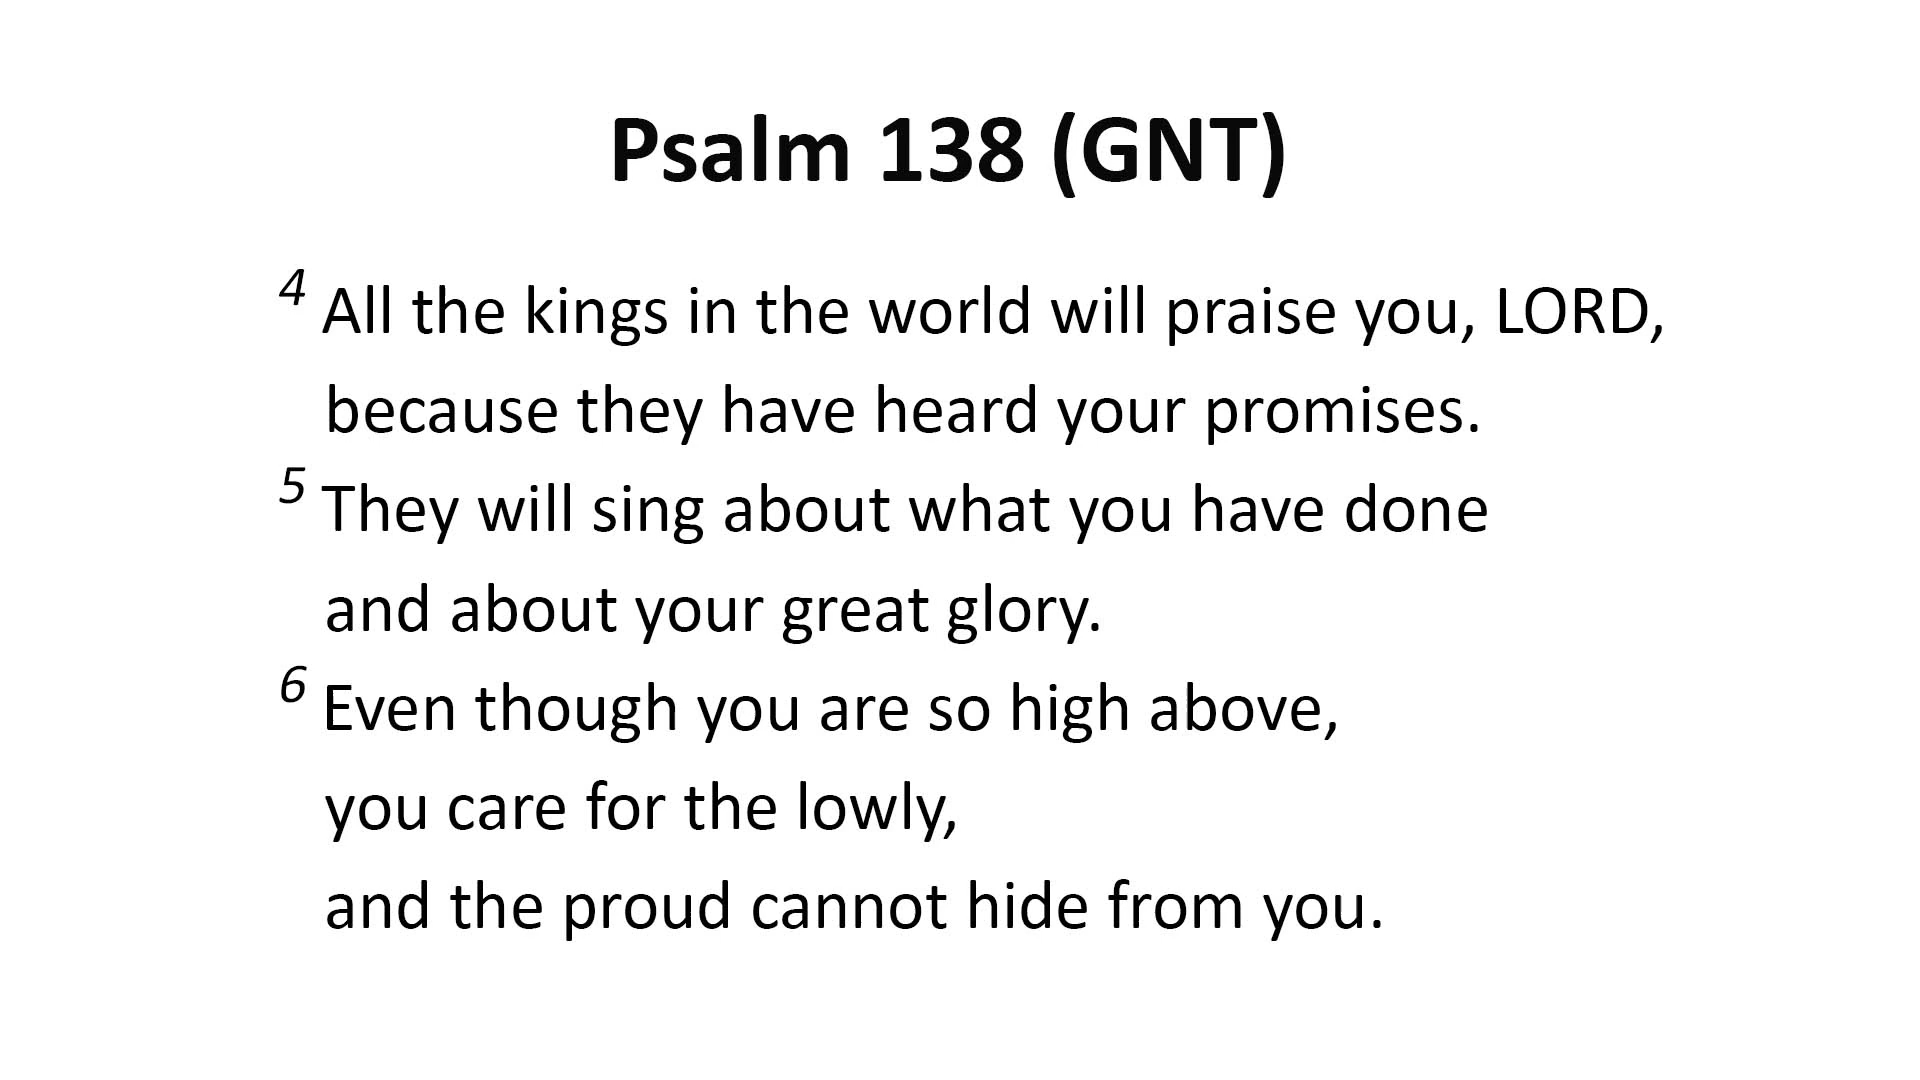 Psalm 138 (GNT)
4 All the kings in the world will praise you, LORD,
because they have heard your promises.
5 They will sing about what you have done
and about your great glory.
6 Even though you are so high above,
you care for the lowly,
and the proud cannot hide from you.